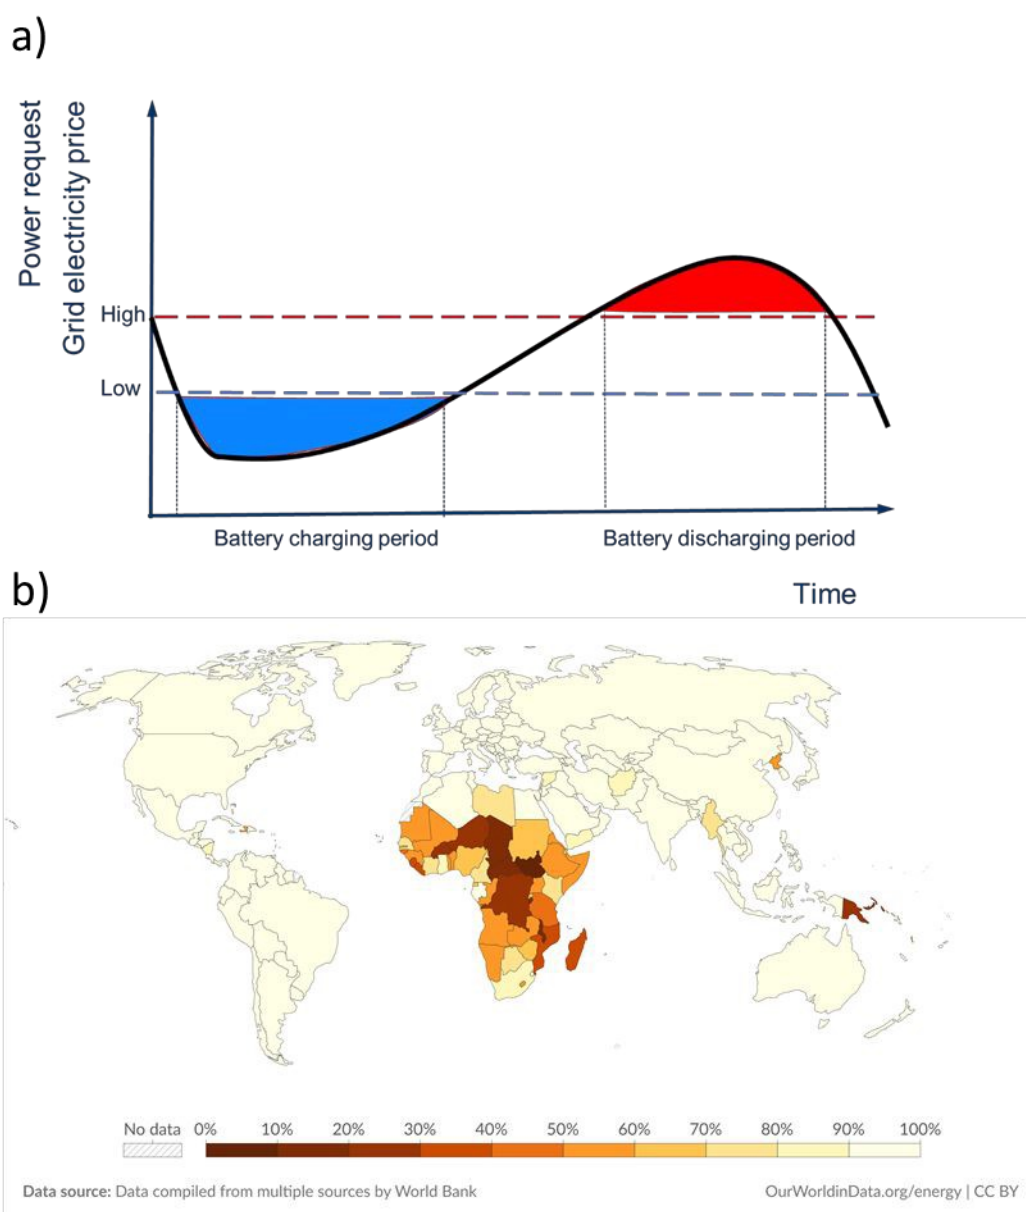 a)
Power request
Grid electricity price
High
Low
Battery charging period
Battery discharging period
Time
b)
No data
0%
10%
20%
30%
40%
50%
60%
70%
80%
90%
100%
Data source: Data compiled from multiple sources by World Bank
OurWorldinData.org/energy | CC BY